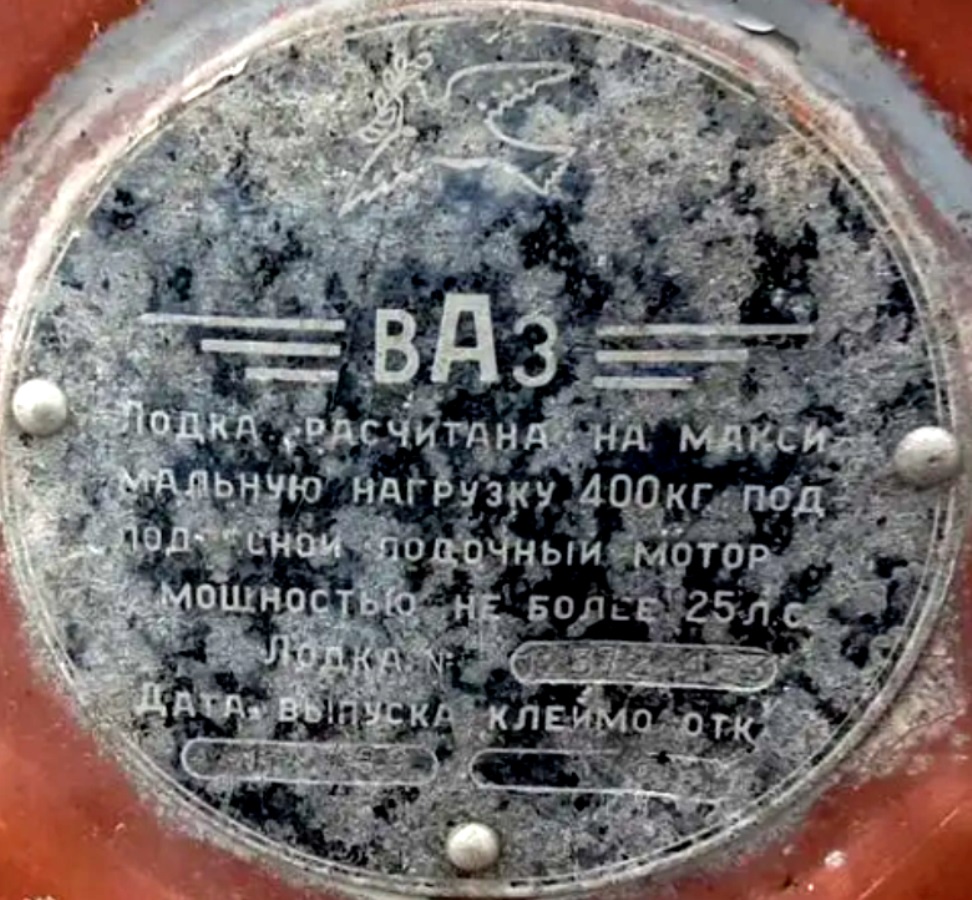 ВАЗ
ЛОДКА РАСЧИТАНА НА МАКСИ
МАЛЬНУЮ НАГРУЗКУ 400КГ ПОД
ЛОДОЧНЫЙ МОТОР
МОЩНОСТЬЮ НЕ БОЛЕЕ 25 Л.С.
ЛОДКА №
ДАТА ВЫПУСКА КЛЕЙМО ОТК